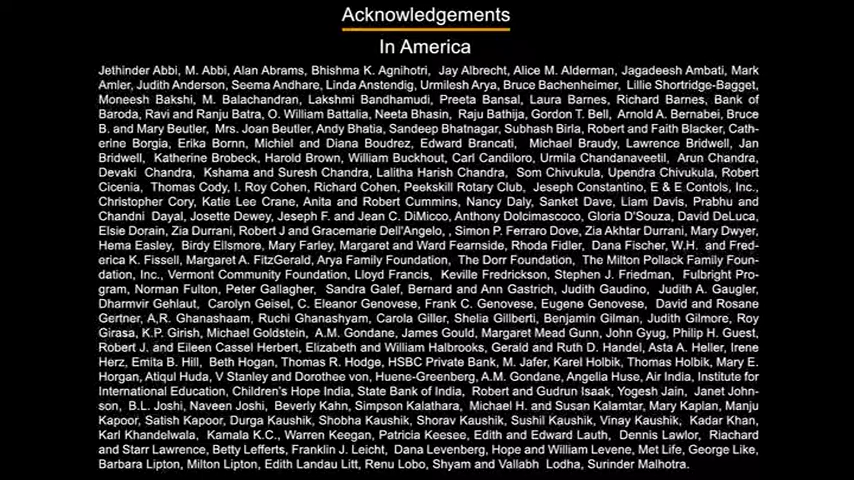 Acknowledgements
In America
Jethinder Abbi, M. Abbi, Alan Abrams, Bhishma K. Agnihotri, Jay Albrecht, Alice M. Alderman, Jagadeesh Ambati, Mark
Amler, Judith Anderson, Seema Andhare, Linda Anstendig, Urmilesh Arya, Bruce Bachenheimer, Lillie Shortridge-Bagget,
Moneesh Bakshi, M. Balachandran, Lakshmi Bandhamudi, Preeta Bansal, Laura Barnes, Richard Barnes, Bank of
Baroda, Ravi and Ranju Batra, O. William Battalia, Neeta Bhasin, Raju Bathija, Gordon T. Bell, Arnold A. Bernabei, Bruce
B. and Mary Beutler, Mrs. Joan Beutler, Andy Bhatia, Sandeep Bhatnagar, Subhash Birla, Robert and Faith Blacker, Cath-
erine Borgia, Erika Bornn, Michiel and Diana Boudrez, Edward Brancati, Michael Braudy, Lawrence Bridwell, Jan
Bridwell, Katherine Brobeck, Harold Brown, William Buckhout, Carl Candiloro, Urmila Chandanaveetil, Arun Chandra,
Devaki Chandra, Kshama and Suresh Chandra, Lalitha Harish Chandra, Som Chivukula, Upendra Chivukula, Robert
Cicenia, Thomas Cody, I. Roy Cohen, Richard Cohen, Peekskill Rotary Club, Jeseph Constantino, E & E Contols, Inc.,
Christopher Cory, Katie Lee Crane, Anita and Robert Cummins, Nancy Daly, Sanket Dave, Liam Davis, Prabhu and
Chandni Dayal, Josette Dewey, Jeseph F. and Jean C. DiMicco, Anthony Dolcimascoco, Gloria D'Souza, David DeLuca,
Elsie Dorain, Zia Durrani, Robert J and Gracemarie Dell'Angelo, , Simon P. Ferraro Dove, Zia Akhtar Durrani, Mary Dwyer,
Hema Easley, Birdy Ellsmore, Mary Farley, Margaret and Ward Fearnside, Rhoda Fidler, Dana Fischer, W.H. and Fred-
erica K. Fissell, Margaret A. FitzGerald, Arya Family Foundation, The Dorr Foundation, The Milton Pollack Family Foun-
dation, Inc., Vermont Community Foundation, Lloyd Francis, Keville Fredrickson, Stephen J. Friedman, Fulbright Pro-
gram, Norman Fulton, Peter Gallagher, Sandra Galef, Bernard and Ann Gastrich, Judith Gaudino, Judith A. Gaugler,
Dharmvir Gehlaut, Carolyn Geisel, C. Eleanor Genovese, Frank C. Genovese, Eugene Genovese, David and Rosane
Gertner, A.R. Ghanashaam, Ruchi Ghanashyam, Carola Giller, Shelia Gillberti, Benjamin Gilman, Judith Gilmore, Roy
Girasa, K.P. Girish, Michael Goldstein, A.M. Gondane, James Gould, Margaret Mead Gunn, John Gyug, Philip H. Guest,
Robert J. and Eileen Cassel Herbert, Elizabeth and William Halbrooks, Gerald and Ruth D. Handel, Asta A. Heller, Irene
Herz, Emita B. Hill, Beth Hogan, Thomas R. Hodge, HSBC Private Bank, M. Jafer, Karel Holbik, Thomas Holbik, Mary E.
Horgan, Atiqul Huda, V Stanley and Dorothee von, Huene-Greenberg, A.M. Gondane, Angelia Huse, Air India, Institute for
International Education, Children's Hope India, State Bank of India, Robert and Gudrun Isaak, Yogesh Jain, Janet John-
son, B.L. Joshi, Naveen Joshi, Beverly Kahn, Simpson Kalathara, Michael H. and Susan Kalamtar, Mary Kaplan, Manju
Kapoor, Satish Kapoor, Durga Kaushik, Shobha Kaushik, Shorav Kaushik, Sushil Kaushik, Vinay Kaushik, Kadar Khan,
Karl Khandelwala, Kamala K.C., Warren Keegan, Patricia Keesee, Edith and Edward Lauth, Dennis Lawlor, Riachard
and Starr Lawrence, Betty Lefferts, Franklin J. Leicht, Dana Levenberg, Hope and William Levene, Met Life, George Like,
Barbara Lipton, Milton Lipton, Edith Landau Litt, Renu Lobo, Shyam and Vallabh Lodha, Surinder Malhotra.